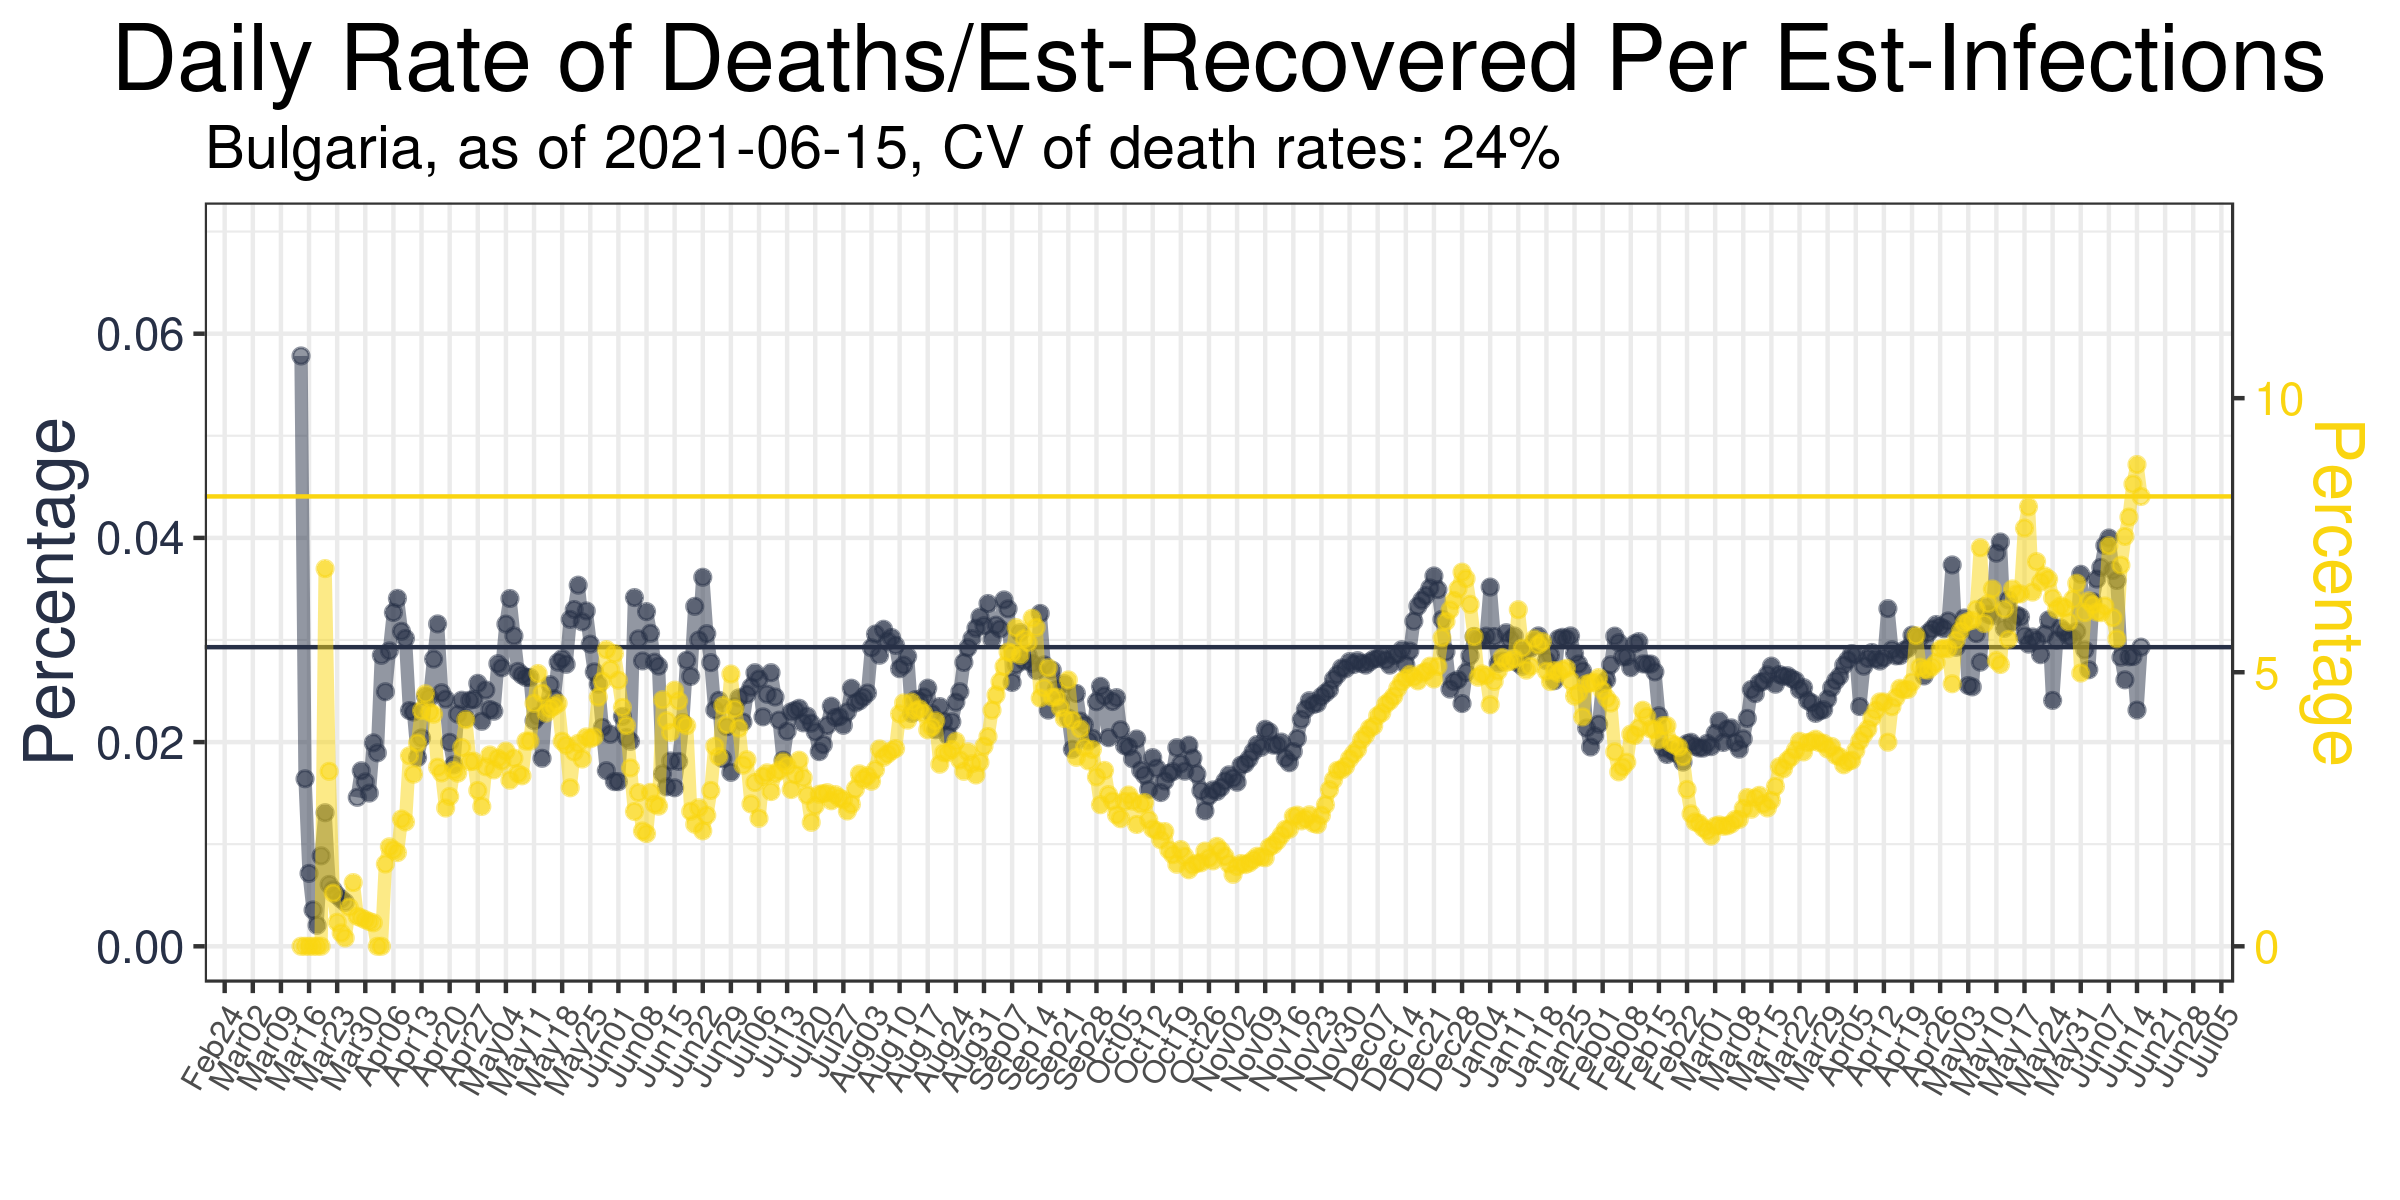 Daily Rate of Deaths/Est-Recovered Per Est-Infections
Bulgaria, as of 2021-06-15, CV of death rates: 24%
Percentage
0.06
0.04
0.02
0.00
10
5
0
Percentage
Feb24
Mar02
Mar09
Mar16
Mar23
Mar30
Apr06
Apr13
Apr20
Apr27
May04
May11
May18
May25
Jun01
Jun08
Jun15
Jun22
Jun29
Jul06
Jul13
Jul20
Jul27
Aug03
Aug10
Aug17
Aug24
Aug31
Sep07
Sep14
Sep21
Sep28
Oct05
Oct12
Oct19
Oct26
Nov02
Nov09
Nov16
Nov23
Nov30
Dec07
Dec14
Dec21
Dec28
Jan04
Jan11
Jan18
Jan25
Feb01
Feb08
Feb15
Feb22
Mar01
Mar08
Mar15
Mar22
Mar29
Apr05
Apr12
Apr19
Apr26
May03
May10
May17
May24
May31
Jun07
Jun14
Jun21
Jun28
Jul05